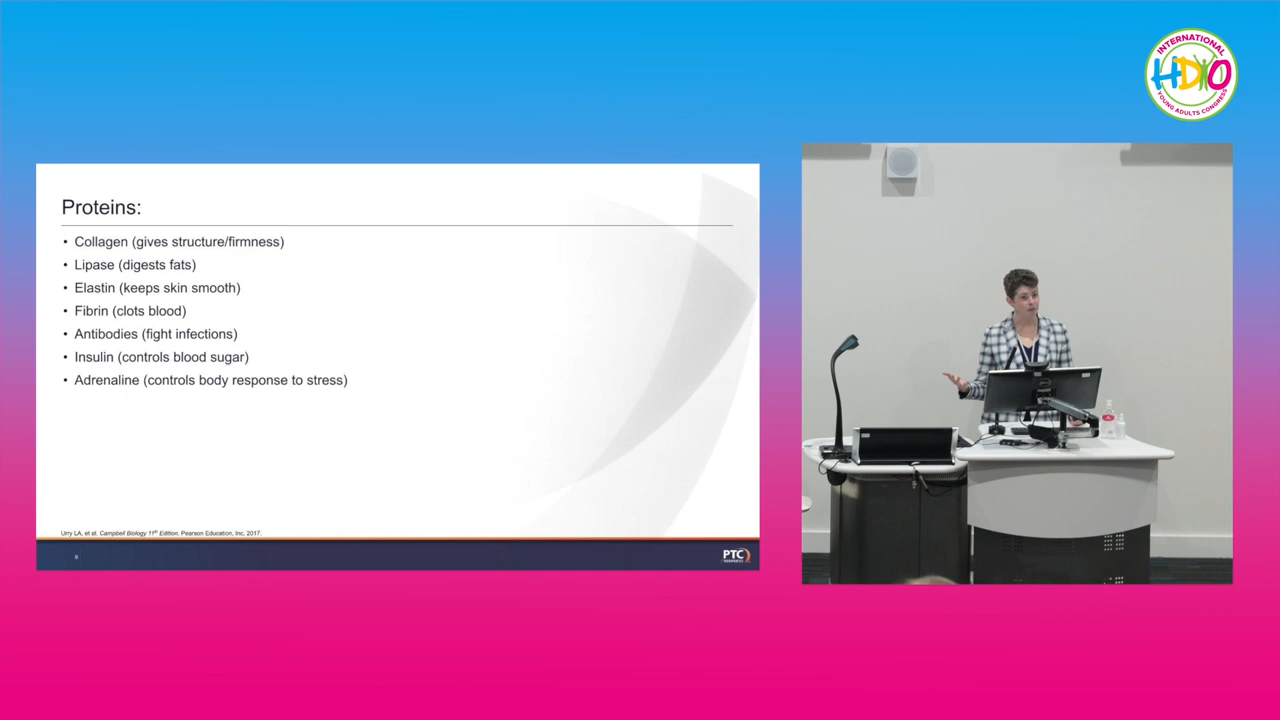 INTERNATIONAL
HDYO
YOUNG ADULTS CONGRESS
Proteins:
• Collagen (gives structure/firmness)
• Lipase (digests fats)
• Elastin (keeps skin smooth)
• Fibrin (clots blood)
• Antibodies (fight infections)
• Insulin (controls blood sugar)
• Adrenaline (controls body response to stress)
Urry LA, et al. Campbell Biology 11th Edition. Pearson Education, Inc. 2017.
9
PTC
THERAPEUTICS